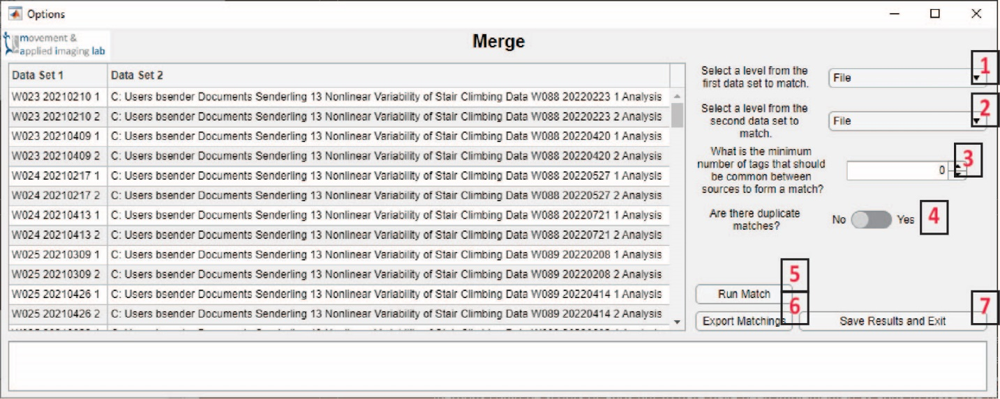 Options
movement &
applied imaging lab
Merge
Data Set 1 Data Set 2
W023 20210210 1 C: Users bsender Documents Senderling 13 Nonlinear Variability of Stair Climbing Data W088 20220223 1 Analysis
W023 20210210 2 C: Users bsender Documents Senderling 13 Nonlinear Variability of Stair Climbing Data W088 20220223 2 Analysis
W023 20210409 1 C: Users bsender Documents Senderling 13 Nonlinear Variability of Stair Climbing Data W088 20220420 1 Analysis
W023 20210409 2 C: Users bsender Documents Senderling 13 Nonlinear Variability of Stair Climbing Data W088 20220420 2 Analysis
W024 20210217 1 C: Users bsender Documents Senderling 13 Nonlinear Variability of Stair Climbing Data W088 20220527 1 Analysis
W024 20210217 2 C: Users bsender Documents Senderling 13 Nonlinear Variability of Stair Climbing Data W088 20220527 2 Analysis
W024 20210413 1 C: Users bsender Documents Senderling 13 Nonlinear Variability of Stair Climbing Data W088 20220721 1 Analysis
W024 20210413 2 C: Users bsender Documents Senderling 13 Nonlinear Variability of Stair Climbing Data W088 20220721 2 Analysis
W025 20210309 1 C: Users bsender Documents Senderling 13 Nonlinear Variability of Stair Climbing Data W089 20220208 1 Analysis
W025 20210309 2 C: Users bsender Documents Senderling 13 Nonlinear Variability of Stair Climbing Data W089 20220208 2 Analysis
W025 20210426 1 C: Users bsender Documents Senderling 13 Nonlinear Variability of Stair Climbing Data W089 20220414 1 Analysis
W025 20210426 2 C: Users bsender Documents Senderling 13 Nonlinear Variability of Stair Climbing Data W089 20220414 2 Analysis
Select a level from the
first data set to match.
File
1
Select a level from the
second data set to
match.
File
2
What is the minimum
number of tags that should
be common between
sources to form a match?
0
3
Are there duplicate
matches?
No Yes
4
Run Match
5
Export Matchings
6
Save Results and Exit
7